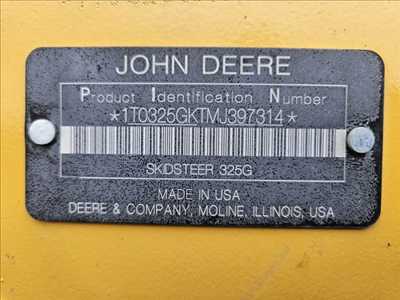 JOHN DEERE
Product Identification Number
*1T0325GKTMJ397314*
SKIDSTEER 325G
MADE IN USA
DEERE & COMPANY, MOLINE, ILLINOIS, USA